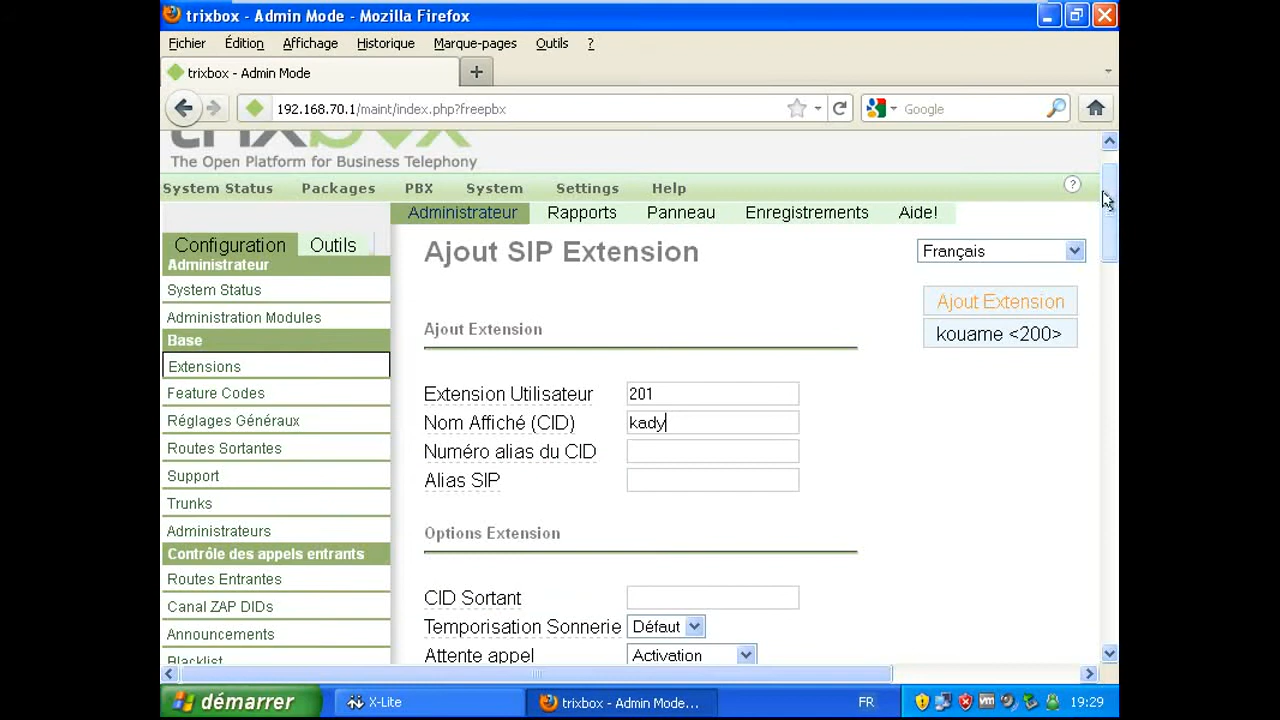 trixbox - Admin Mode - Mozilla Firefox
Fichier Édition Affichage Historique Marque-pages Outils ?
trixbox - Admin Mode
192.168.70.1/maint/index.php?freepbx
Google
trixbox
The Open Platform for Business Telephony
System Status Packages PBX System Settings Help
Administrateur Rapports Panneau Enregistrements Aide!
Configuration Outils
Administrateur
System Status
Administration Modules
Base
Extensions
Feature Codes
Réglages Généraux
Routes Sortantes
Support
Trunks
Administrateurs
Contrôle des appels entrants
Routes Entrantes
Canal ZAP DIDs
Announcements
Blacklist
Ajout SIP Extension
Français
Ajout Extension
kouame <200>
Ajout Extension
Extension Utilisateur 201
Nom Affiché (CID) kady
Numéro alias du CID
Alias SIP
Options Extension
CID Sortant
Temporisation Sonnerie Défaut
Attente appel Activation
démarrer X-Lite trixbox - Admin Mode... FR 19:29